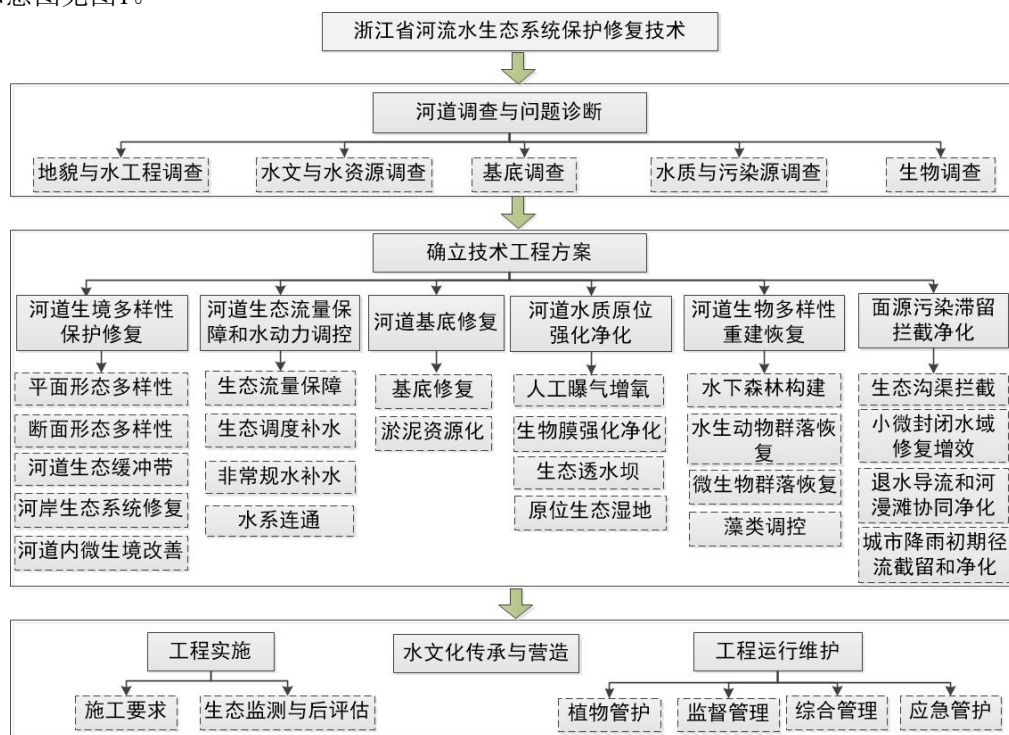 意图见图1。
浙江省河流水生态系统保护修复技术
河道调查与问题诊断
地貌与水工程调查
水文与水资源调查
基底调查
水质与污染源调查
生物调查
确立技术工程方案
河道生境多样性
保护修复
平面形态多样性
断面形态多样性
河道生态缓冲带
河岸生态系统修复
河道内微生境改善
河道生态流量保
障和水动力调控
生态流量保障
生态调度补水
非常规水补水
水系连通
河道基底修复
基底修复
淤泥资源化
河道水质原位
强化净化
人工曝气增氧
生物膜强化净化
生态透水坝
原位生态湿地
河道生物多样性
重建恢复
水下森林构建
水生动物群落恢
复
微生物群落恢复
藻类调控
面源污染滞留
拦截净化
生态沟渠拦截
小微封闭水域
修复增效
退水导流和河
漫滩协同净化
城市降雨初期径
流截留和净化
工程实施
施工要求
生态监测与后评估
水文化传承与营造
工程运行维护
植物管护
监督管理
综合管理
应急管护